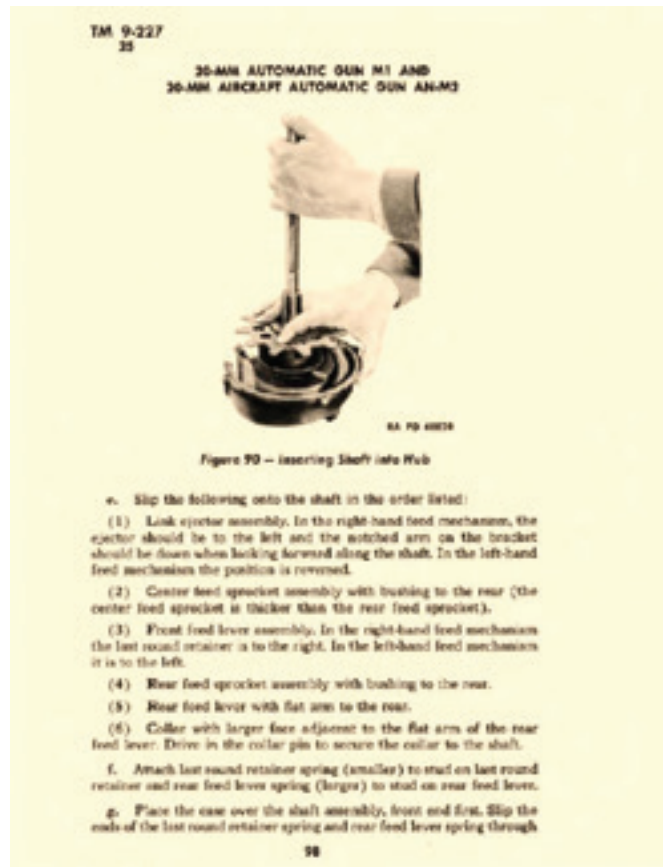 TM 9-227
25
20-MM AUTOMATIC GUN M1 AND
20-MM AIRCRAFT AUTOMATIC GUN AN-M2
RA PD
Figure 90 — Inserting Shaft into Hub
e. Slip the following onto the shaft in the order listed:
(1) Link ejector assembly. In the right-hand feed mechanism, the
ejector should be to the left and the notched arm on the bracket
should be down when looking forward along the shaft. In the left-hand
feed mechanism the position is reversed.
(2) Center feed sprocket assembly with bushing to the rear (the
center feed sprocket is thicker than the rear feed sprocket).
(3) Front feed lever assembly. In the right-hand feed mechanism
the last round retainer is to the right. In the left-hand feed mechanism
it is to the left.
(4) Rear feed sprocket assembly with bushing to the rear.
(5) Rear feed lever with flat arm to the rear.
(6) Collar with larger face adjacent to the flat arm of the rear
feed lever. Drive in the collar pin to secure the collar to the shaft.
f. Attach last round retainer spring (smaller) to stud on last round
retainer and rear feed lever spring (larger) to stud on rear feed lever.
g. Place the case over the shaft assembly, front end first. Slip the
ends of the last round retainer spring and rear feed lever spring through
98